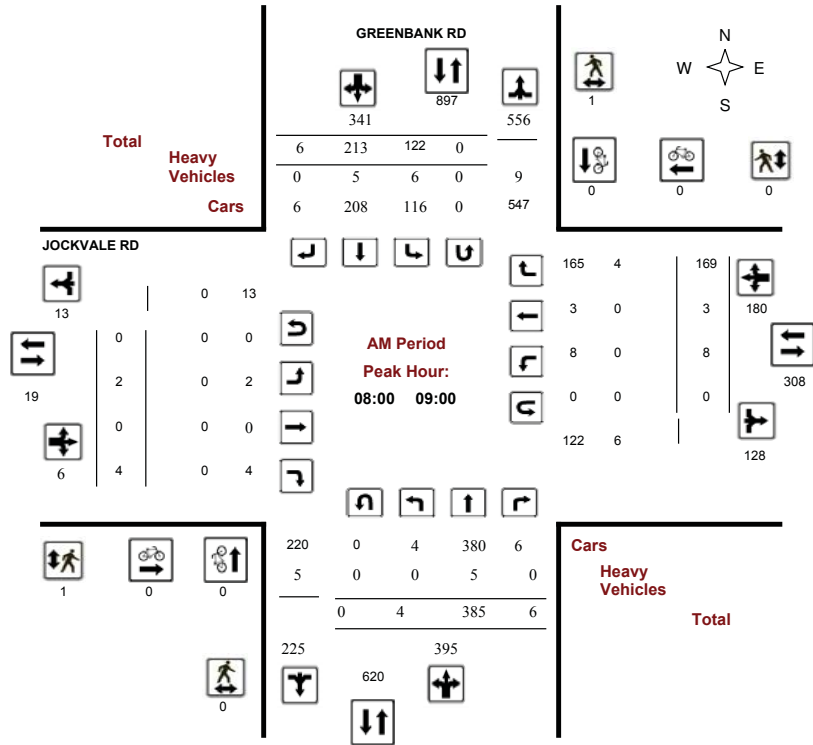 GREENBANK RD
N
W E
S
897
1
341 556
Total 6 213 122 0
Heavy
Vehicles 0 5 6 0 9
Cars 6 208 116 0 547
0 0 0
JOCKVALE RD
165 4 169
13 0 13
180
3 0 3
0 0 0
AM Period
8 0 8
Peak Hour:
308
2 0 2
19
08:00 09:00
0 0 0
0 0 0
122 6
128
6 4 0 4
220 0 4 380 6 Cars
5 0 0 5 0 Heavy
Vehicles
1 0 0
0 4 385 6 Total
225 395
620
0